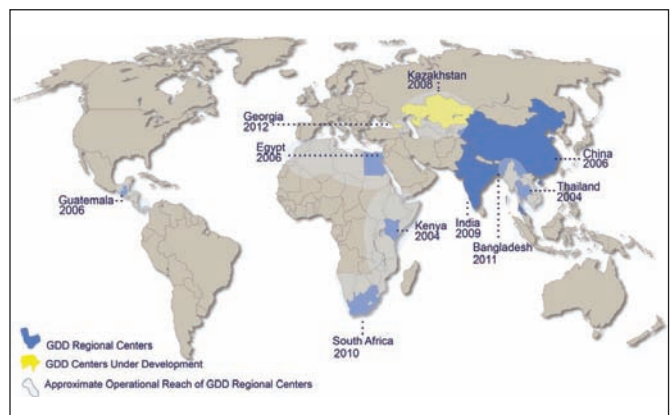 Kazakhstan
2008
Georgia
2012
Egypt
2006
China
2006
Guatemala
2006
Thailand
2004
Kenya
2004
India
2009
Bangladesh
2011
South Africa
2010
GDD Regional Centers
GDD Centers Under Development
Approximate Operational Reach of GDD Regional Centers